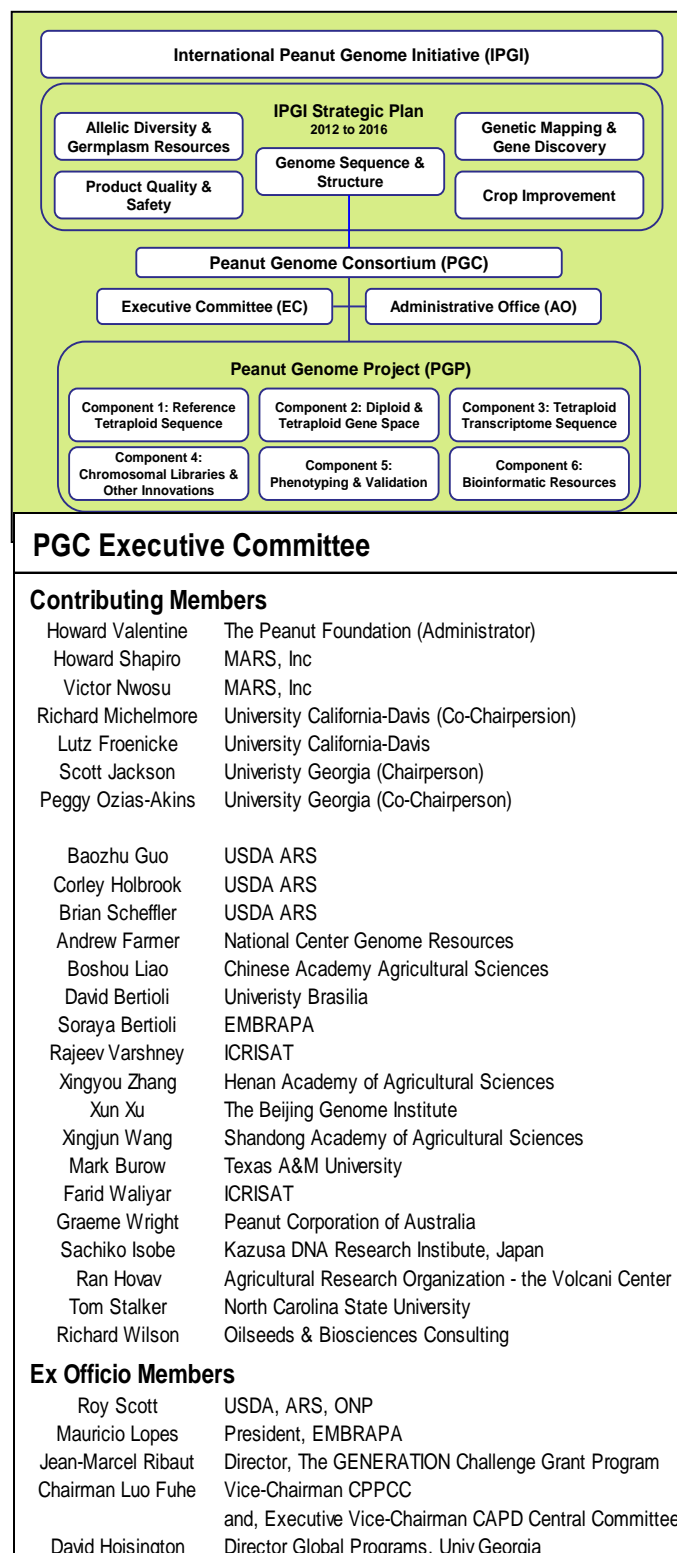 International Peanut Genome Initiative (IPGI)
IPGI Strategic Plan
2012 to 2016
Allelic Diversity &
Germplasm Resources
Genetic Mapping &
Gene Discovery
Genome Sequence &
Structure
Product Quality &
Safety
Crop Improvement
Peanut Genome Consortium (PGC)
Executive Committee (EC)
Administrative Office (AO)
Peanut Genome Project (PGP)
Component 1: Reference
Tetraploid Sequence
Component 2: Diploid &
Tetraploid Gene Space
Component 3: Tetraploid
Transcriptome Sequence
Component 4:
Chromosomal Libraries &
Other Innovations
Component 5:
Phenotyping & Validation
Component 6:
Bioinformatic Resources
PGC Executive Committee
Contributing Members
Howard Valentine The Peanut Foundation (Administrator)
Howard Shapiro MARS, Inc
Victor Nwosu MARS, Inc
Richard Michelmore University California-Davis (Co-Chairpersion)
Lutz Froenicke University California-Davis
Scott Jackson Univeristy Georgia (Chairperson)
Peggy Ozias-Akins University Georgia (Co-Chairperson)
Baozhu Guo USDA ARS
Corley Holbrook USDA ARS
Brian Scheffler USDA ARS
Andrew Farmer National Center Genome Resources
Boshou Liao Chinese Academy Agricultural Sciences
David Bertioli Univeristy Brasilia
Soraya Bertioli EMBRAPA
Rajeev Varshney ICRISAT
Xingyou Zhang Henan Academy of Agricultural Sciences
Xun Xu The Beijing Genome Institute
Xingjun Wang Shandong Academy of Agricultural Sciences
Mark Burow Texas A&M University
Farid Waliyar ICRISAT
Graeme Wright Peanut Corporation of Australia
Sachiko Isobe Kazusa DNA Research Institute, Japan
Ran Hovav Agricultural Research Organization - the Volcani Center
Tom Stalker North Carolina State University
Richard Wilson Oilseeds & Biosciences Consulting
Ex Officio Members
Roy Scott USDA, ARS, ONP
Mauricio Lopes President, EMBRAPA
Jean-Marcel Ribaut Director, The GENERATION Challenge Grant Program
Chairman Luo Fuhe Vice-Chairman CPPCC
and, Executive Vice-Chairman CAPD Central Committee
David Hoisington Director Global Programs, Univ Georgia